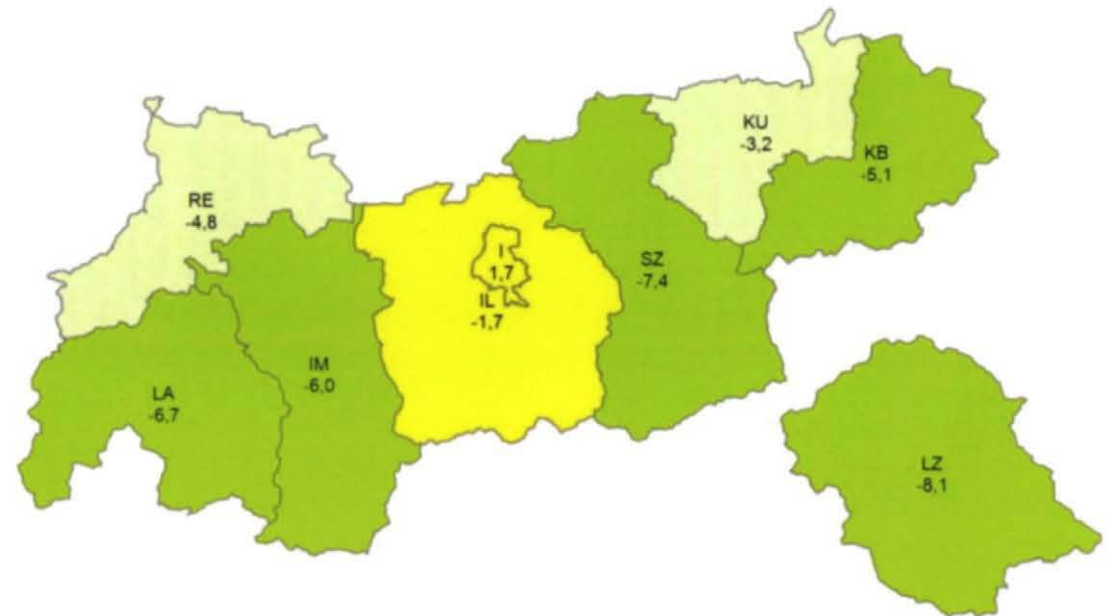 KU
-3,2
KB
-5,1
RE
-4,8
I
1,7
SZ
-7,4
IL
-1,7
IM
-6,0
LA
-6,7
LZ
-8,1